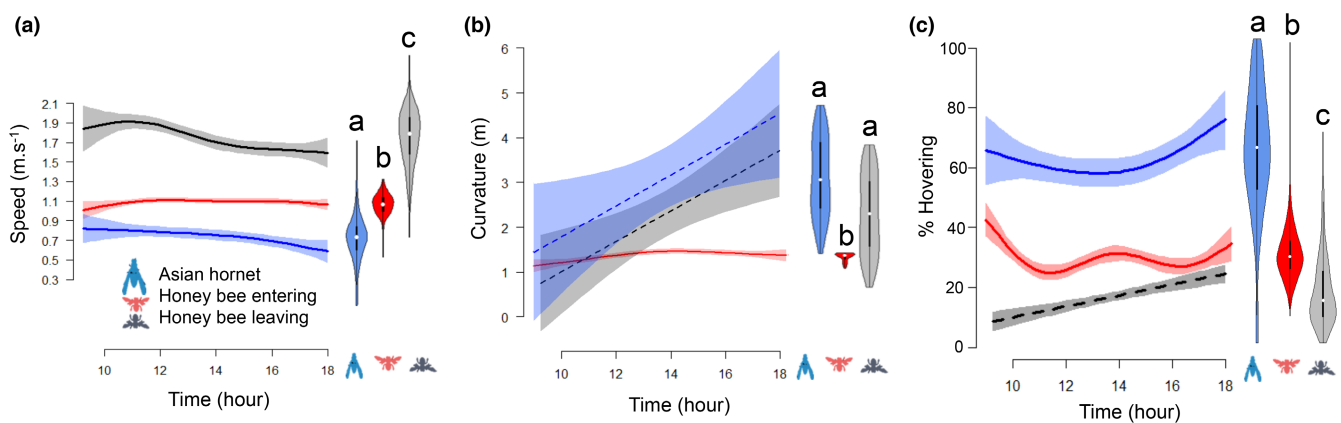 (a)
(b)
(c)
Speed (m.s-1)
2.1
1.9
1.7
1.5
1.3
1.1
0.9
0.7
0.5
0.3
a
b
c
Asian hornet
Honey bee entering
Honey bee leaving
10
12
14
16
18
Time (hour)
Curvature (m)
6
5
4
3
2
1
0
a
b
a
10
12
14
16
18
Time (hour)
% Hovering
100
80
60
40
20
0
a
b
c
10
12
14
16
18
Time (hour)